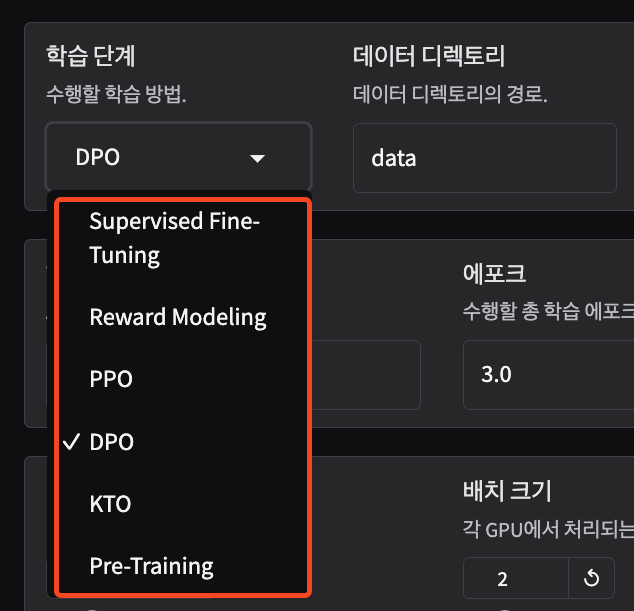 학습 단계
수행할 학습 방법.
DPO
데이터 디렉토리
데이터 디렉토리의 경로.
data
Supervised Fine-
Tuning
Reward Modeling
PPO
DPO
KTO
Pre-Training
에포크
수행할 총 학습 에포크
3.0
배치 크기
각 GPU에서 처리되는
2